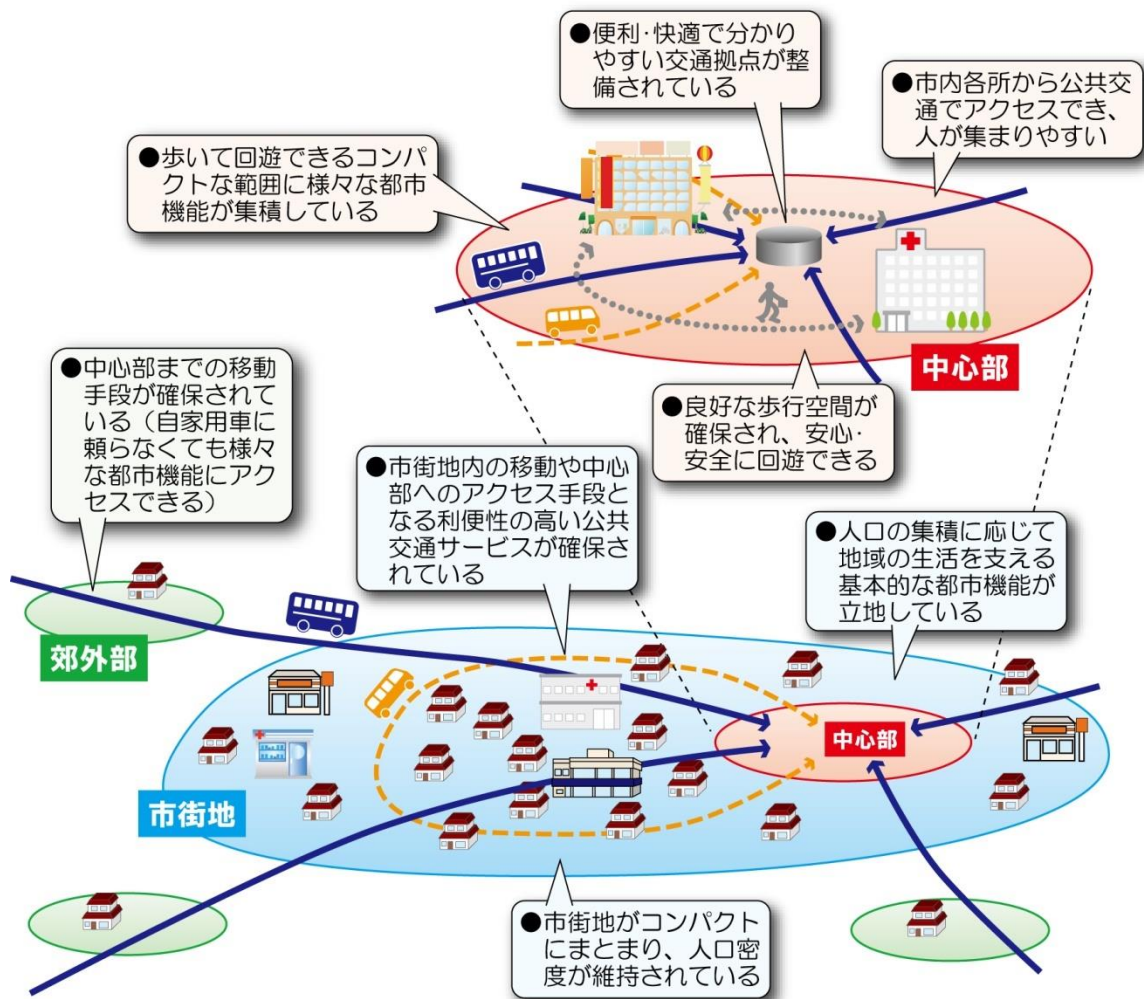 ●便利･快適で分かり
やすい交通拠点が整
備されている
●市内各所から公共交
通でアクセスでき、
人が集まりやすい
●歩いて回遊できるコンパ
クトな範囲に様々な都市
機能が集積している
中心部
●良好な歩行空間が
確保され、安心･
安全に回遊できる
●中心部までの移動
手段が確保されて
いる（自家用車に
頼らなくても様々
な都市機能にアク
セスできる）
●市街地内の移動や中心
部へのアクセス手段と
なる利便性の高い公共
交通サービスが確保さ
れている
●人口の集積に応じて
地域の生活を支える
基本的な都市機能が
立地している
郊外部
中心部
市街地
●市街地がコンパクト
にまとまり、人口密
度が維持されている